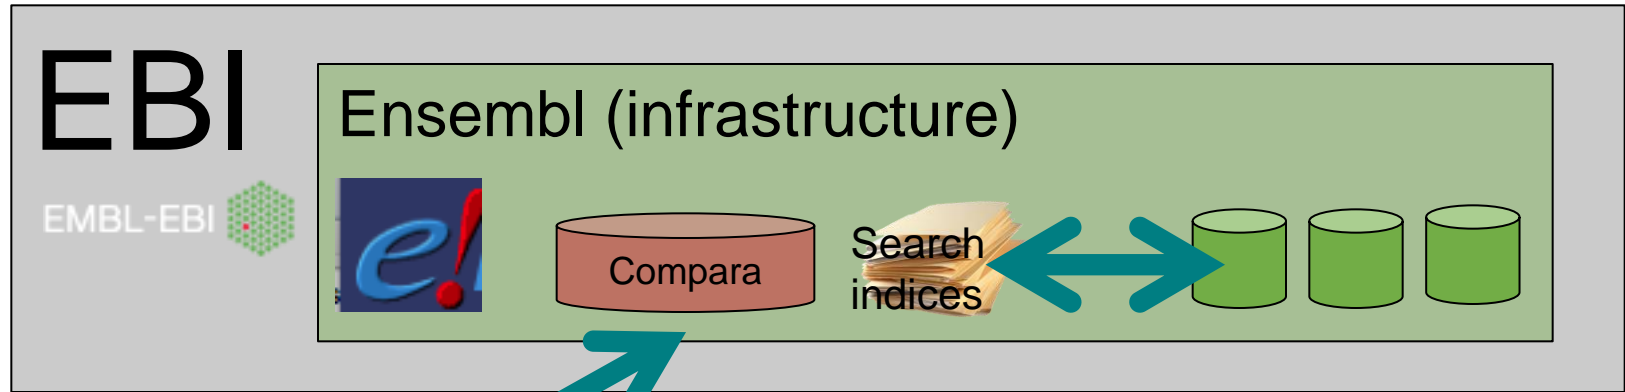 EBI
EMBL-EBI
Ensembl (infrastructure)
e!
Compara
Search
indices